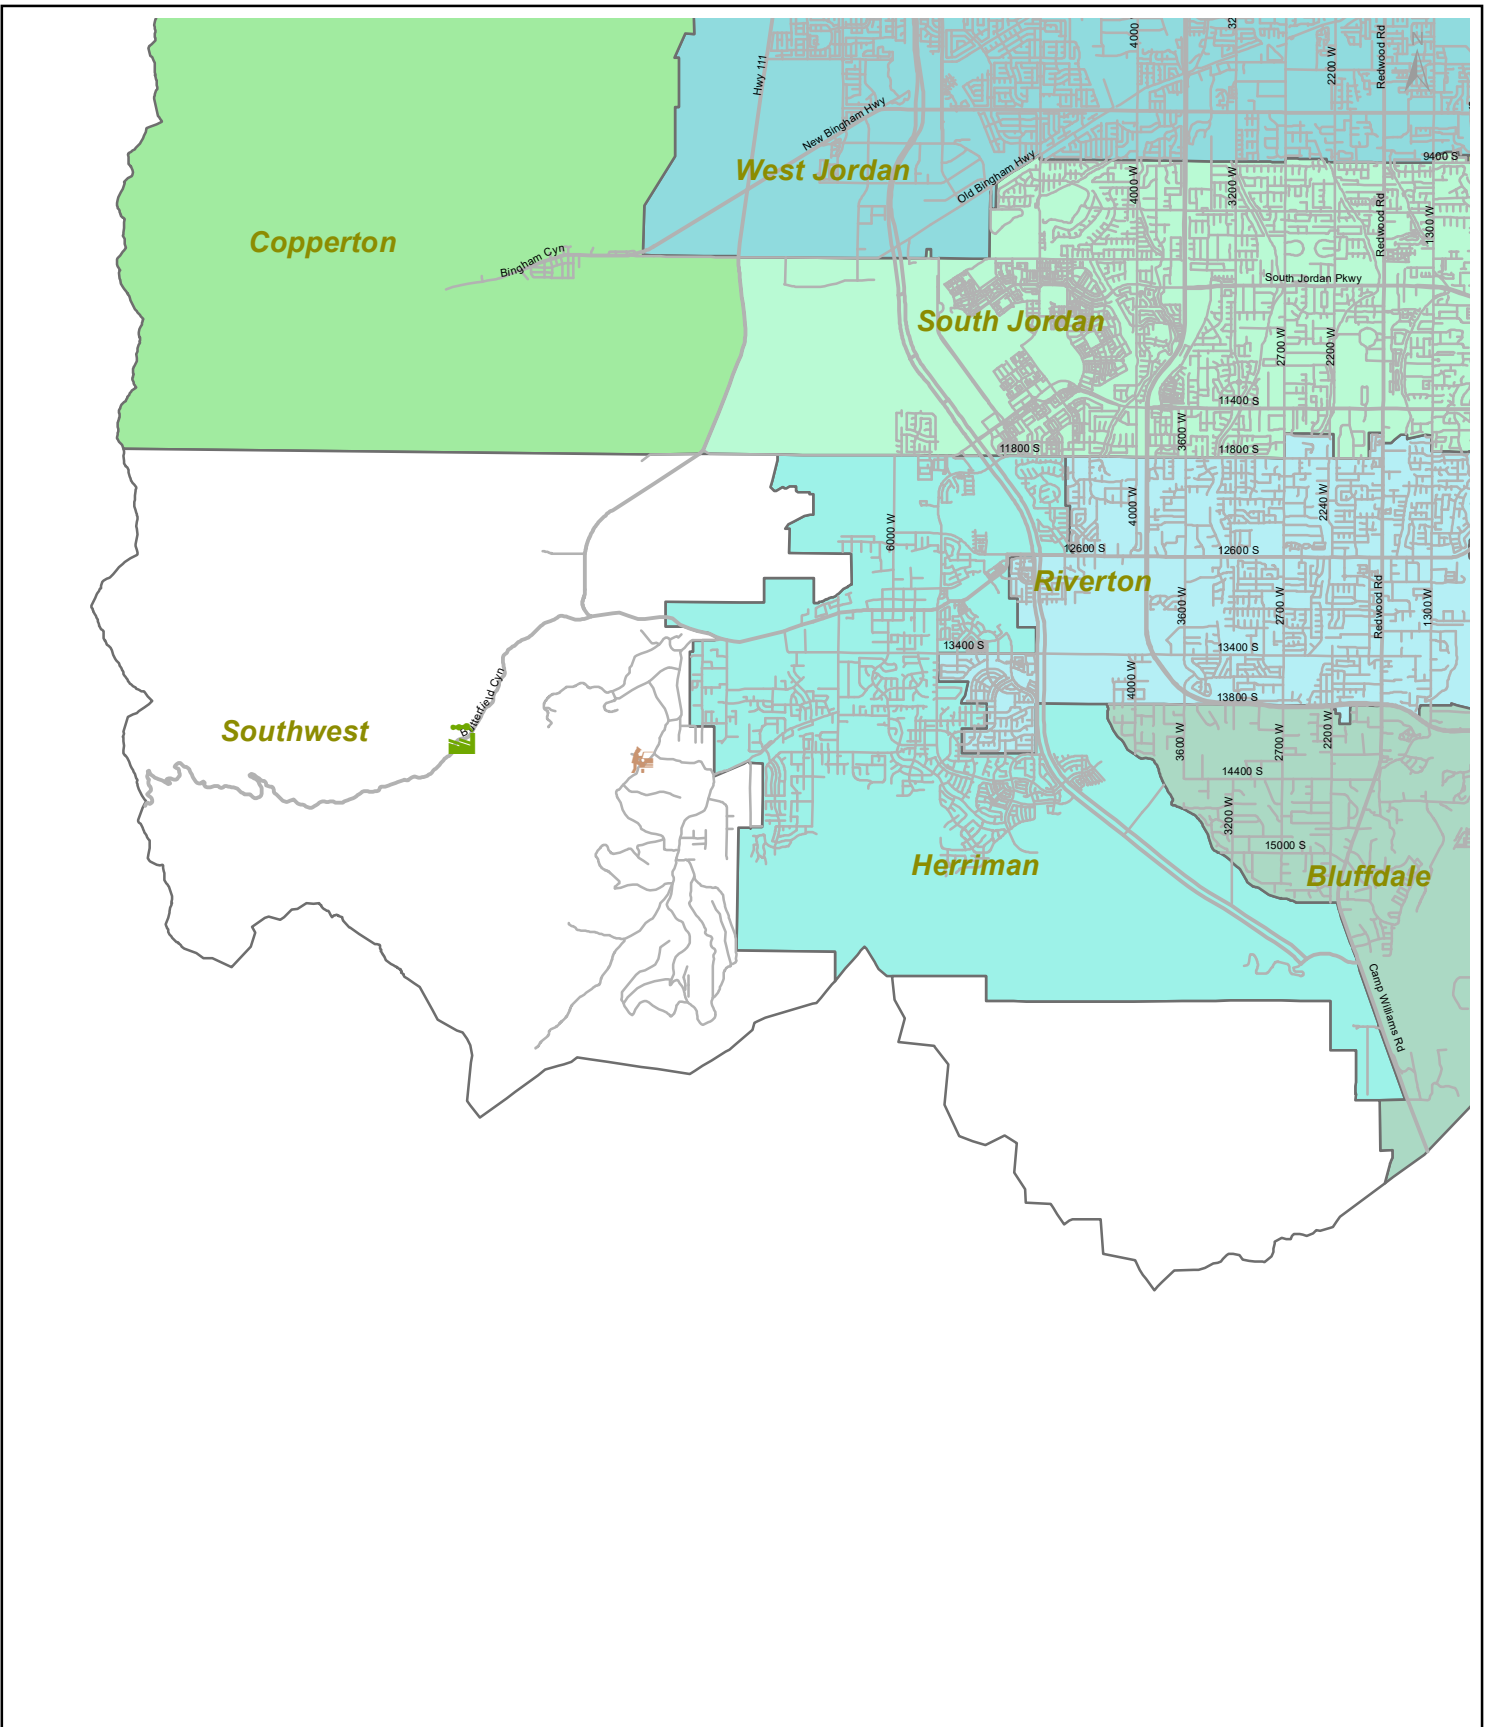 4000
32
2200 W
Redwood Rd
N
Hwy 111
New Bingham Hwy
West Jordan
Old Bingham Hwy
9400 S
4000 W
3200 W
Redwood Rd
1300 W
Copperton
Bingham Cyn
South Jordan Pkwy
South Jordan
2700 W
2200 W
11400 S
3600 W
11800 S
11800 S
6000 W
4000 W
2240 W
12600 S
12600 S
Riverton
3600 W
2700 W
Redwood Rd
1300 W
13400 S
13400 S
4000 W
13800 S
Butterfield Cyn
Southwest
3600 W
2700 W
2200 W
14400 S
3200 W
15000 S
Herriman
Bluffdale
Camp Williams Rd